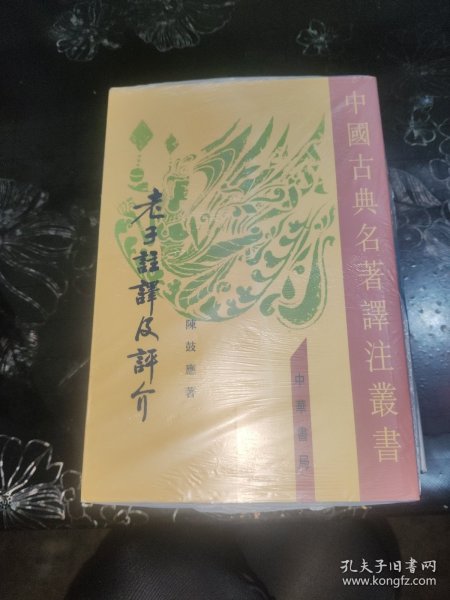 中國古典名著譯注叢書
老子註譯及評介
陳鼓應著
中華書局
孔夫子旧书网
www.kongfz.com